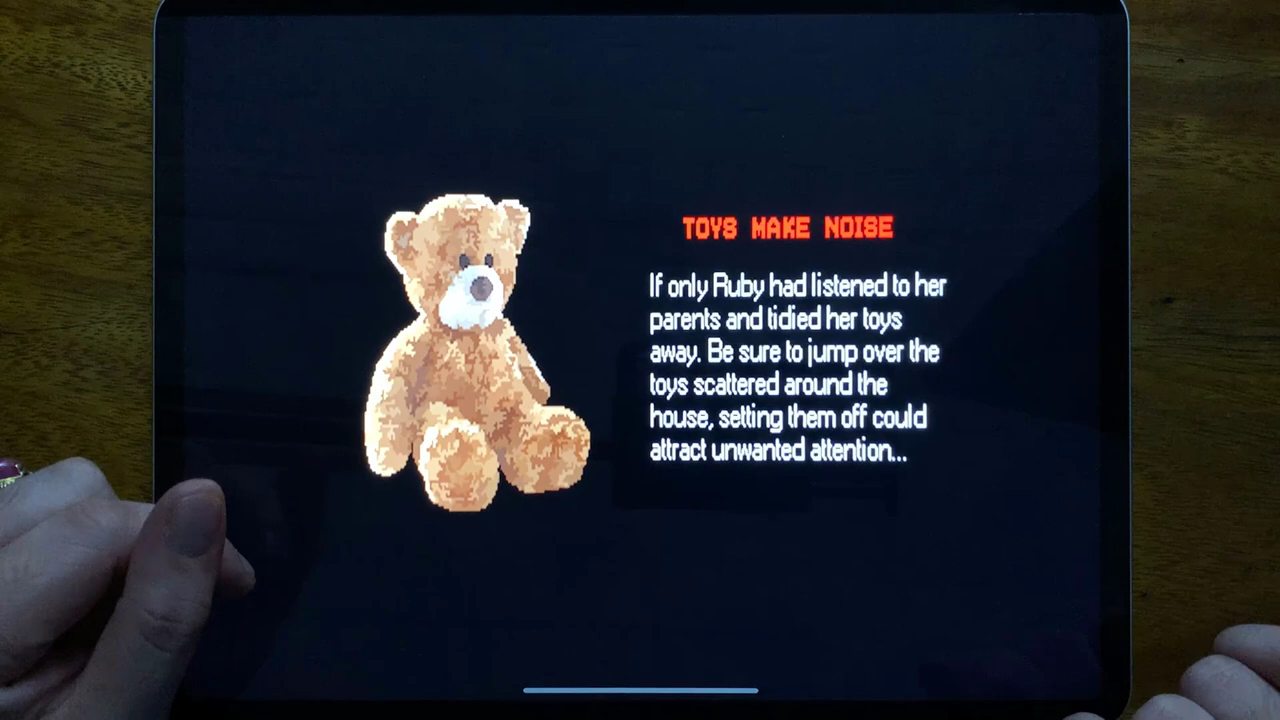 TOYS MAKE NOISE
If only Ruby had listened to her
parents and tidied her toys
away. Be sure to jump over the
toys scattered around the
house, setting them off could
attract unwanted attention...